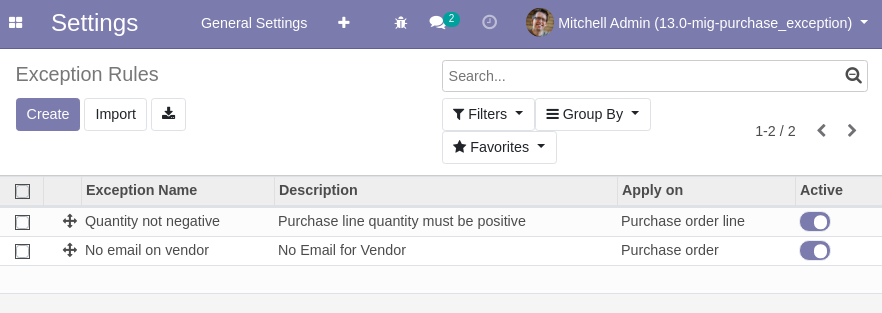 Settings General Settings 2 Mitchell Admin (13.0-mig-purchase_exception)
Exception Rules Search...
Create Import Filters Group By
Favorites 1-2 / 2
Exception Name Description Apply on Active
Quantity not negative Purchase line quantity must be positive Purchase order line
No email on vendor No Email for Vendor Purchase order